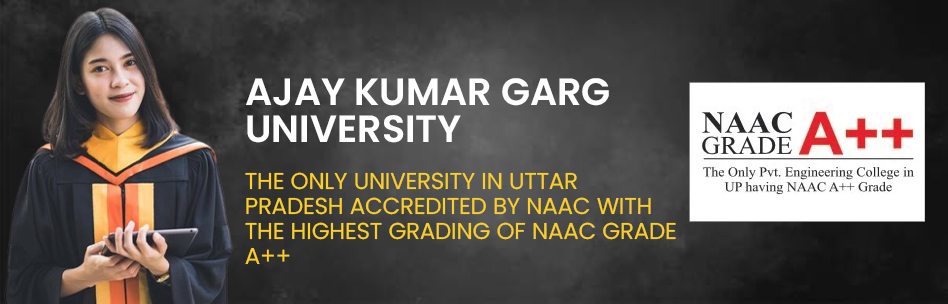 AJAY KUMAR GARG
UNIVERSITY
THE ONLY UNIVERSITY IN UTTAR
PRADESH ACCREDITED BY NAAC WITH
THE HIGHEST GRADING OF NAAC GRADE
A++
NAAC
GRADE A++
The Only Pvt. Engineering College in
UP having NAAC A++ Grade